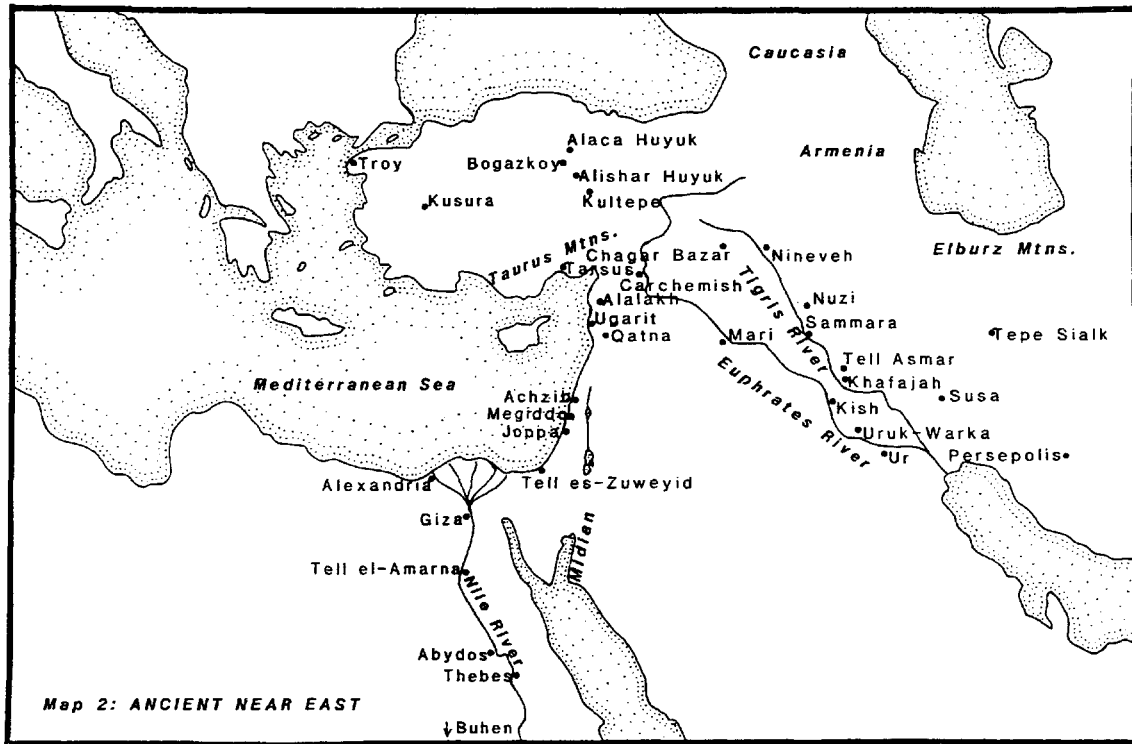 Caucasia
Alaca Huyuk
Armenia
Troy
Bogazkoy
Alishar Huyuk
Kusura
Kultepe
Taurus Mtns.
Chagar Bazar
Nineveh
Elburz Mtns.
Tarsus
Carchemish
Tigris River
Alalakh
Nuzi
Ugarit
Sammara
Qatna
Mari
Tepe Sialk
Tell Asmar
Mediterranean Sea
Khafajah
Euphrates River
Achzib
Susa
Megiddo
Kish
Joppa
Uruk-Warka
Ur
Persepolis
Alexandria
Tell es-Zuweyid
Giza
Midian
Tell el-Amarna
Nile River
Abydos
Thebes
Map 2: ANCIENT NEAR EAST
↓Buhen